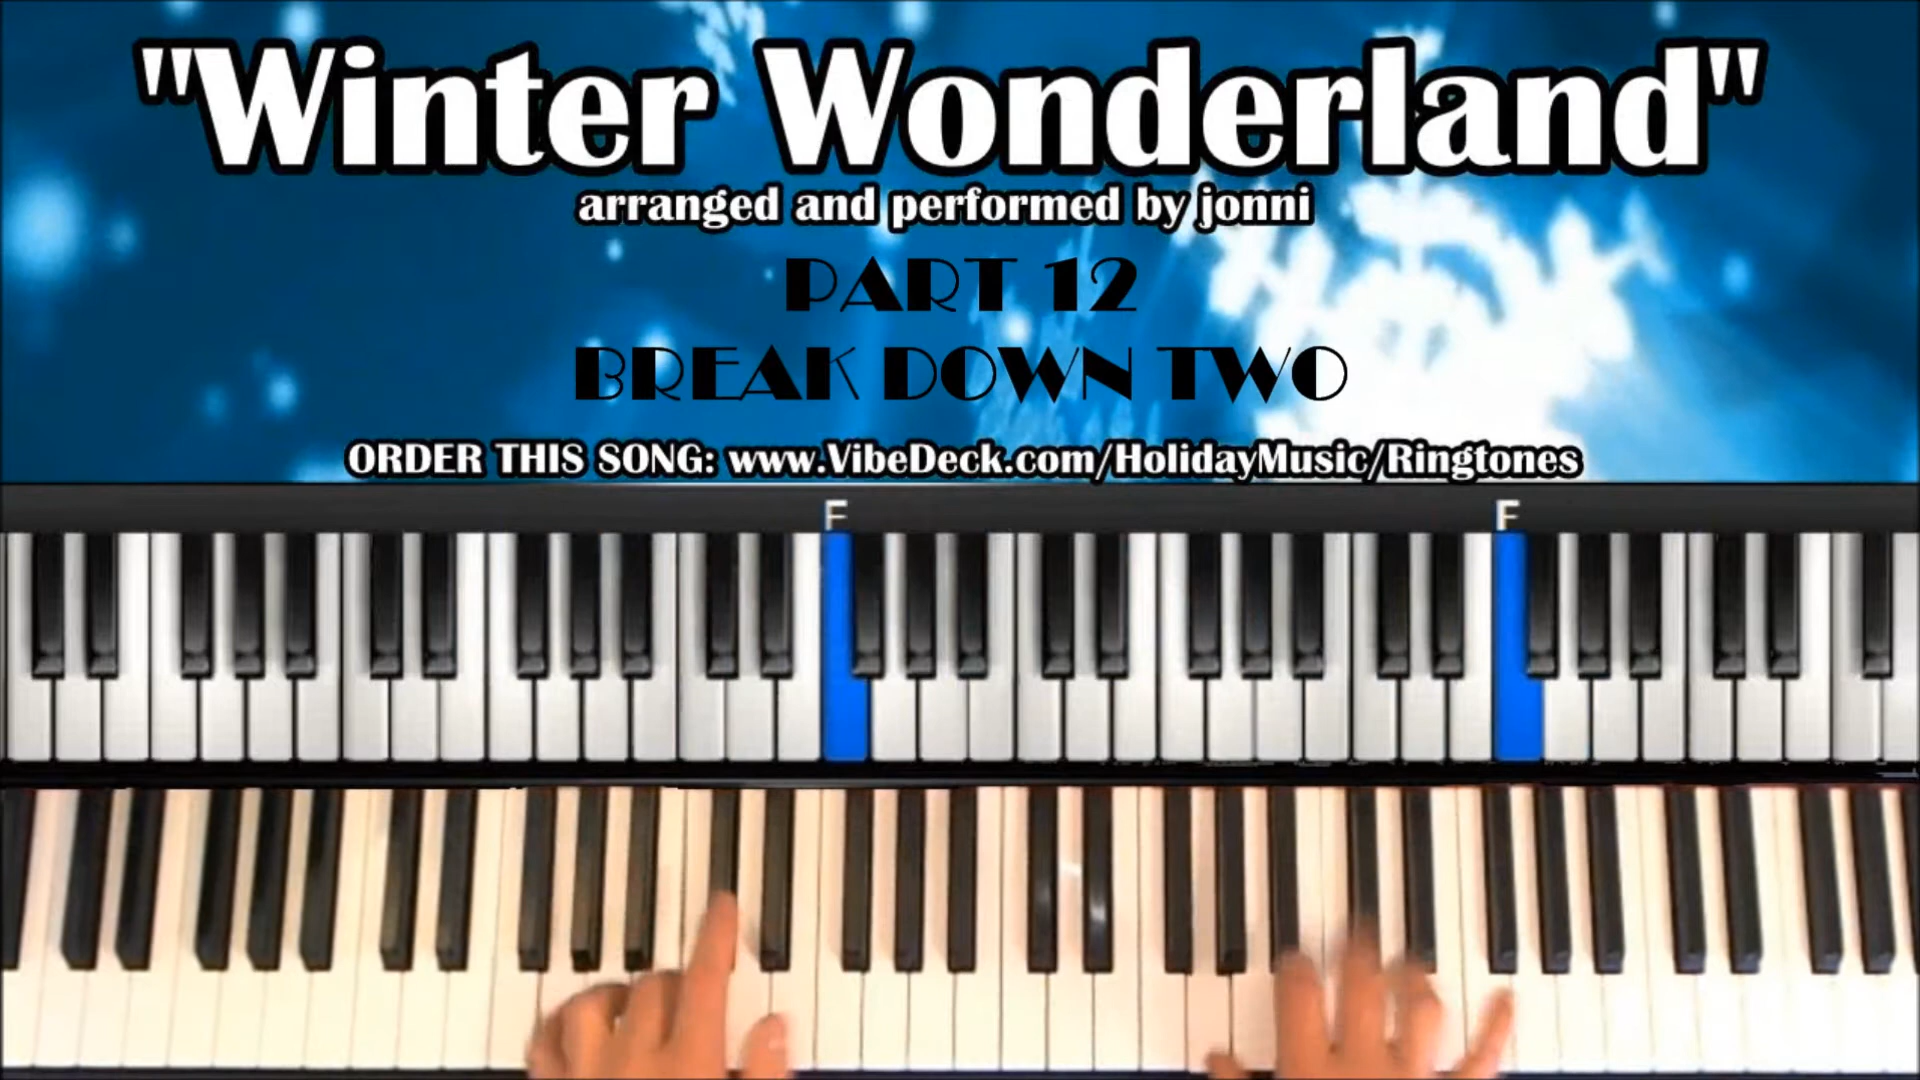 "Winter Wonderland"
arranged and performed by jonni
PART 12
BREAK DOWN TWO
ORDER THIS SONG: www.VibeDeck.com/HolidayMusic/Ringtones
F F